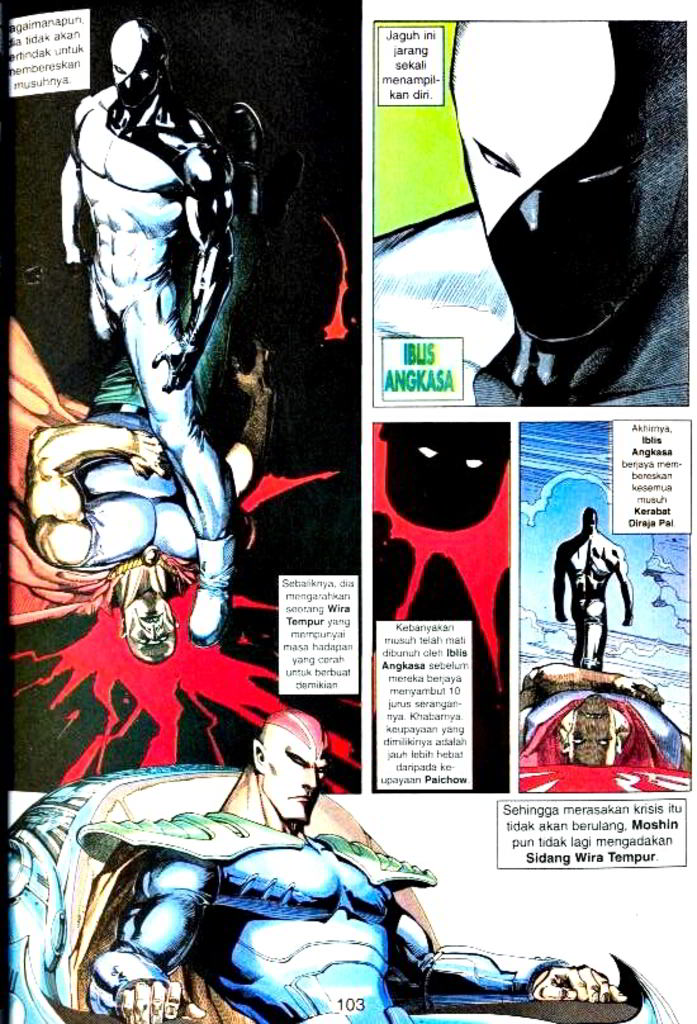 agaimanapun,
dia tidak akan
ertindak untuk
membereskan
musuhnya.
Sebaliknya, dia
mengarahkan
seorang Wira
Tempur yang
mempunyai
masa hadapan
yang cerah
untuk berbuat
demikian.
Jaguh ini
jarang
sekali
menampil-
kan diri.
IBLIS
ANGKASA
Kebanyakan
musuh telah mati
dibunuh oleh Iblis
Angkasa sebelum
mereka berjaya
menyambut 10
jurus serangan-
nya. Khabarnya,
keupayaan yang
dimilikinya adalah
jauh lebih hebat
daripada ke-
upayaan Paichow.
Akhirnya,
Iblis
Angkasa
berjaya mem-
bereskan
kesemua
musuh
Kerabat
Diraja Pal.
Sehingga merasakan krisis itu
tidak akan berulang, Moshin
pun tidak lagi mengadakan
Sidang Wira Tempur.
103